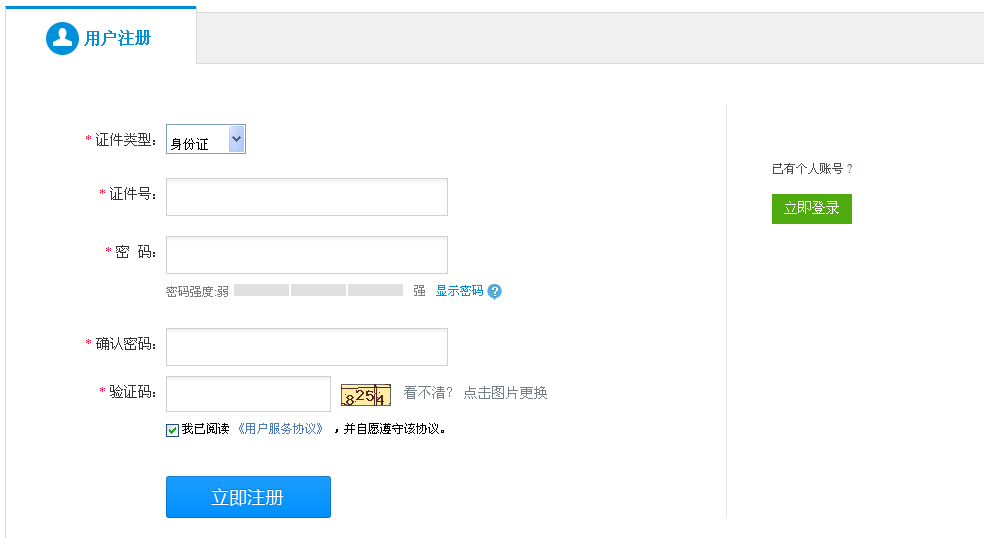 用户注册
* 证件类型: 身份证
* 证件号:
已有个人账号?
立即登录
* 密 码:
密码强度:弱 强 显示密码 ?
* 确认密码:
* 验证码: 8254 看不清? 点击图片更换
我已阅读 《用户服务协议》 ,并自愿遵守该协议。
立即注册